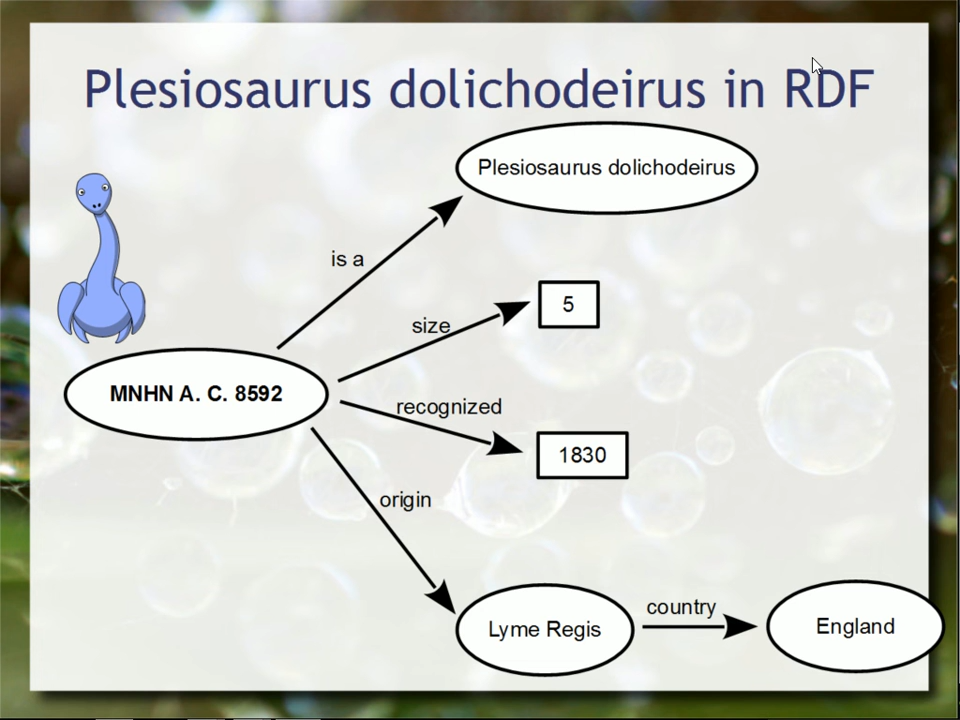 Plesiosaurus dolichodeirus in RDF
Plesiosaurus dolichodeirus
is a
5
size
MNHN A. C. 8592
recognized
1830
origin
country
Lyme Regis
England